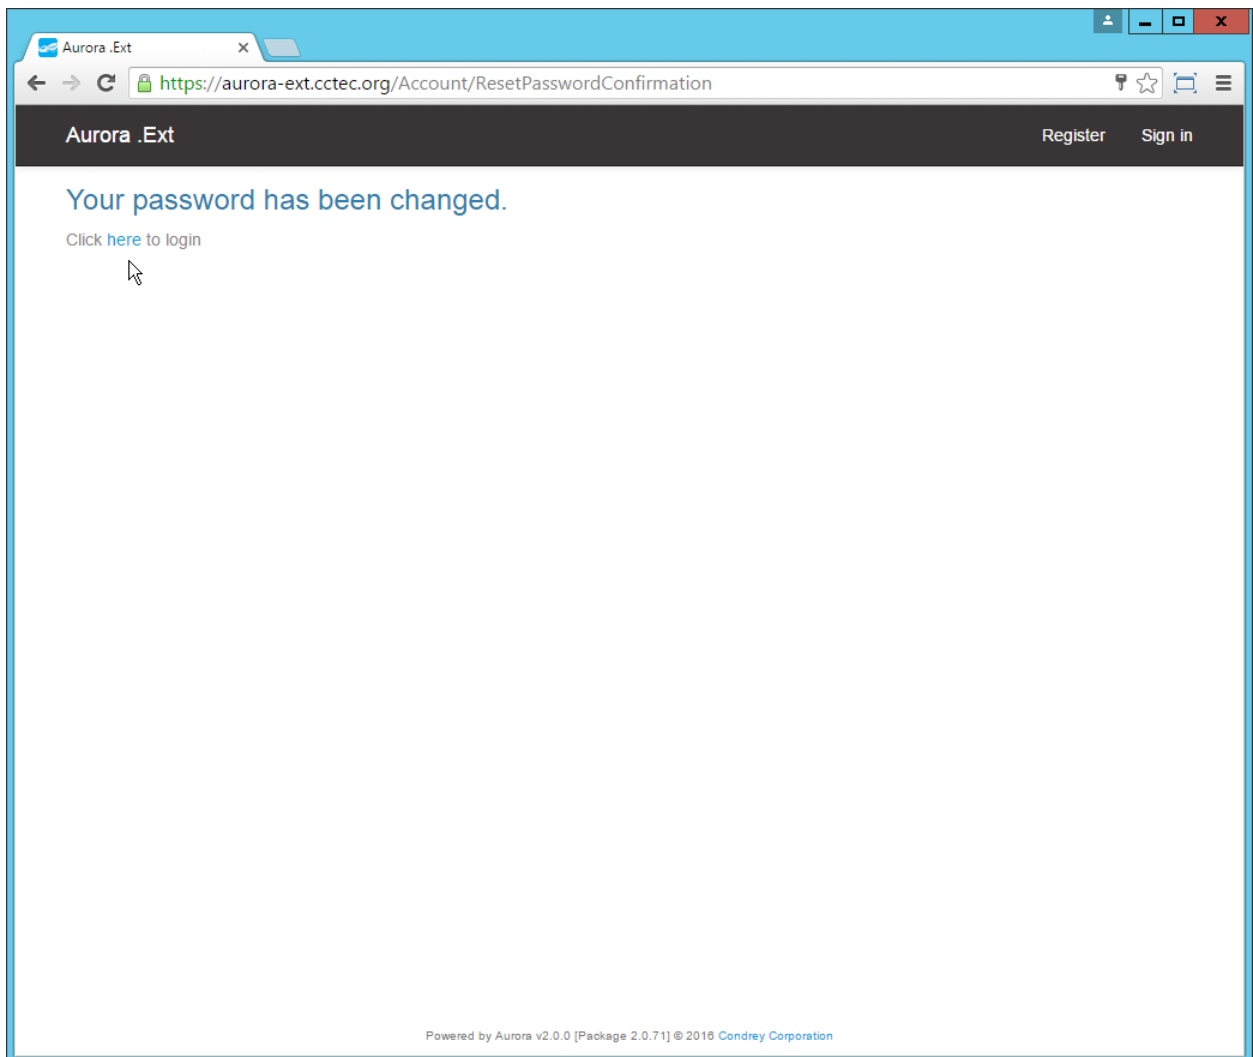 Aurora .Ext
https://aurora-ext.cctec.org/Account/ResetPasswordConfirmation
Aurora .Ext Register Sign in
Your password has been changed.
Click here to login
Powered by Aurora v2.0.0 [Package 2.0.71] © 2016 Condrey Corporation